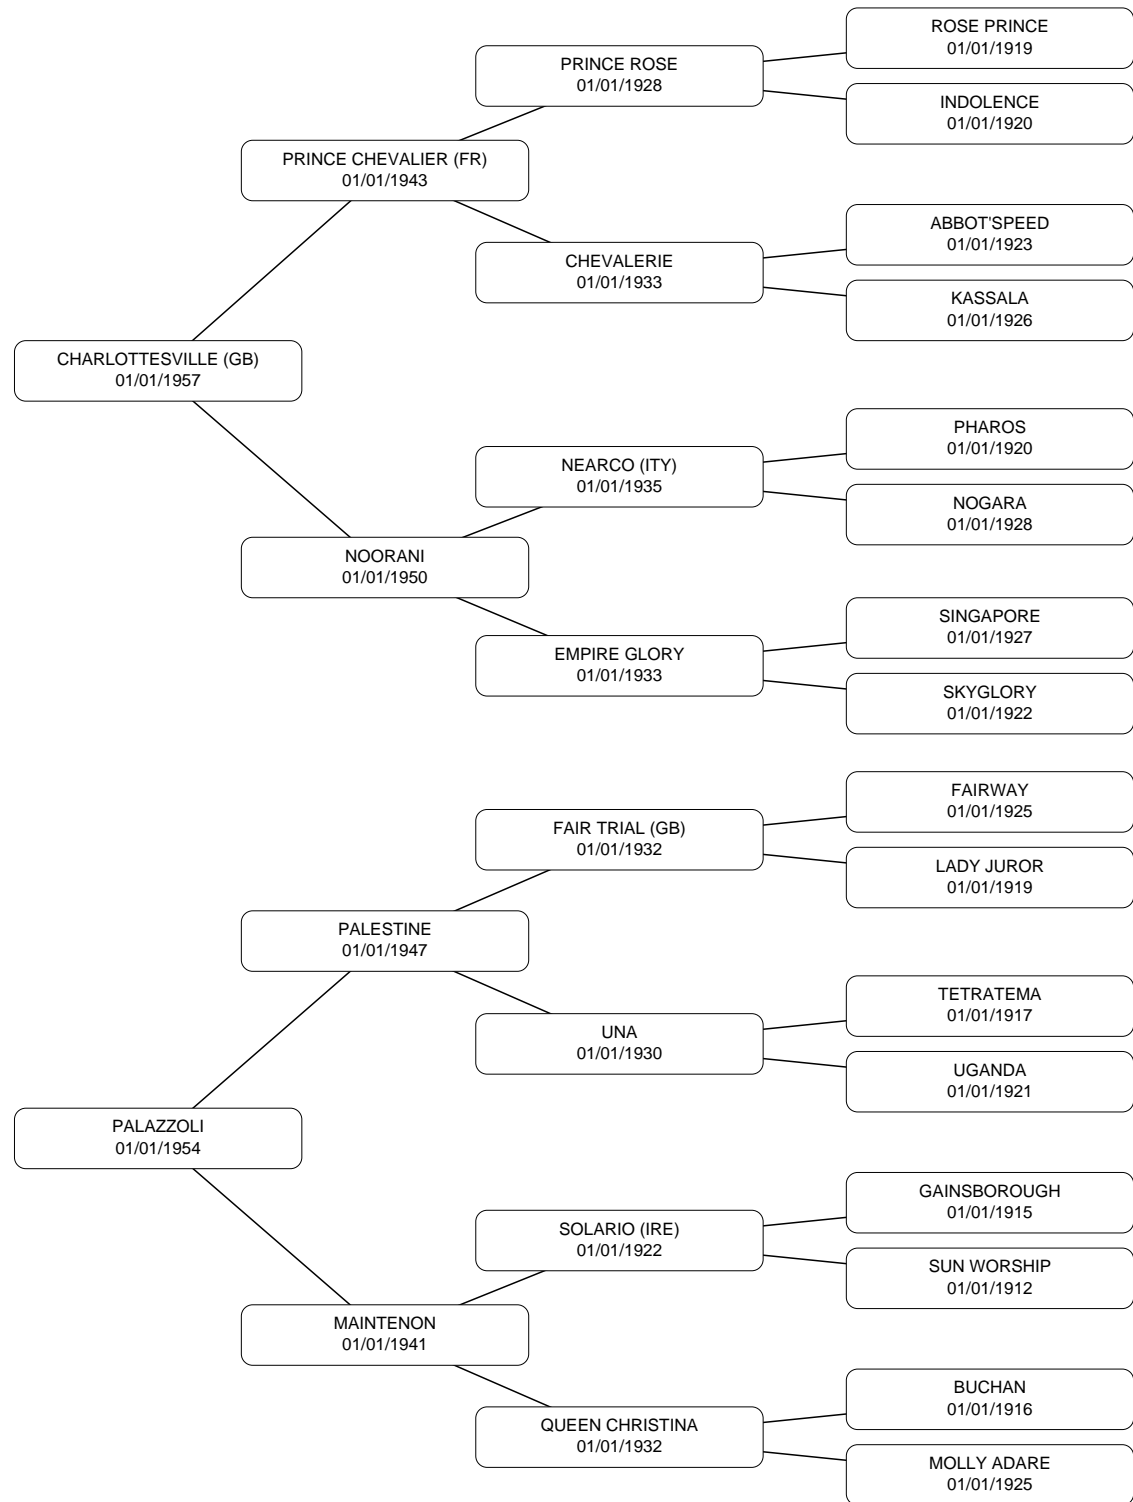 ROSE PRINCE
01/01/1919
PRINCE ROSE
01/01/1928
INDOLENCE
01/01/1920
PRINCE CHEVALIER (FR)
01/01/1943
ABBOT'SPEED
01/01/1923
CHEVALERIE
01/01/1933
KASSALA
01/01/1926
CHARLOTTESVILLE (GB)
01/01/1957
PHAROS
01/01/1920
NEARCO (ITY)
01/01/1935
NOGARA
01/01/1928
NOORANI
01/01/1950
SINGAPORE
01/01/1927
EMPIRE GLORY
01/01/1933
SKYGLORY
01/01/1922
FAIRWAY
01/01/1925
FAIR TRIAL (GB)
01/01/1932
LADY JUROR
01/01/1919
PALESTINE
01/01/1947
TETRATEMA
01/01/1917
UNA
01/01/1930
UGANDA
01/01/1921
PALAZZOLI
01/01/1954
GAINSBOROUGH
01/01/1915
SOLARIO (IRE)
01/01/1922
SUN WORSHIP
01/01/1912
MAINTENON
01/01/1941
BUCHAN
01/01/1916
QUEEN CHRISTINA
01/01/1932
MOLLY ADARE
01/01/1925